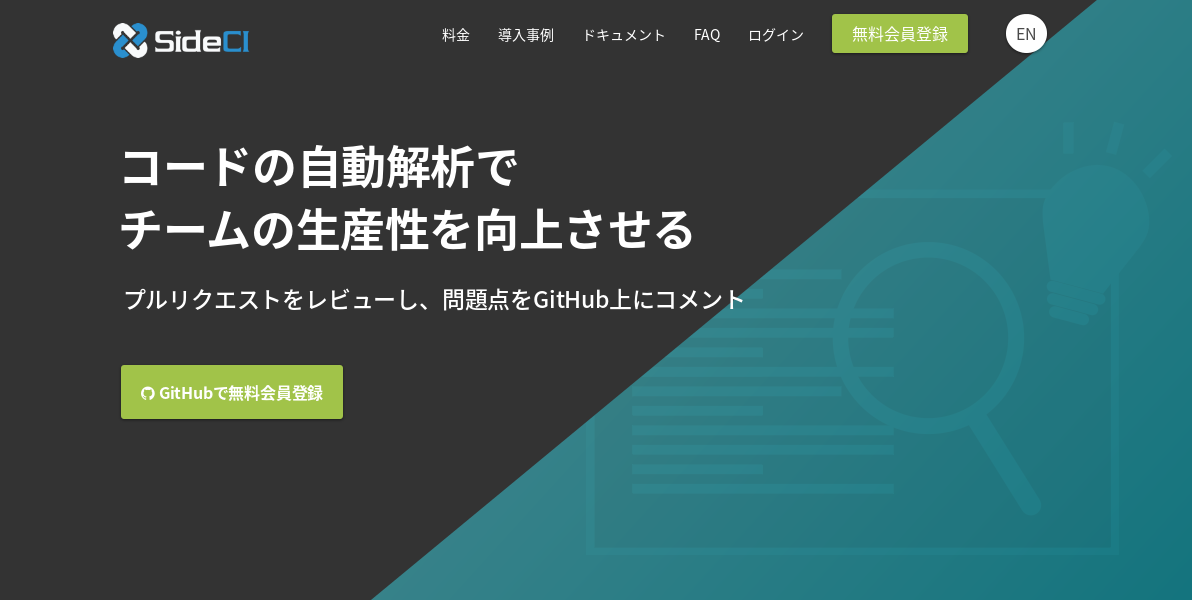 SideCI
料金
導入事例
ドキュメント
FAQ
ログイン
無料会員登録
EN
コードの自動解析で
チームの生産性を向上させる
プルリクエストをレビューし、問題点をGitHub上にコメント
GitHubで無料会員登録